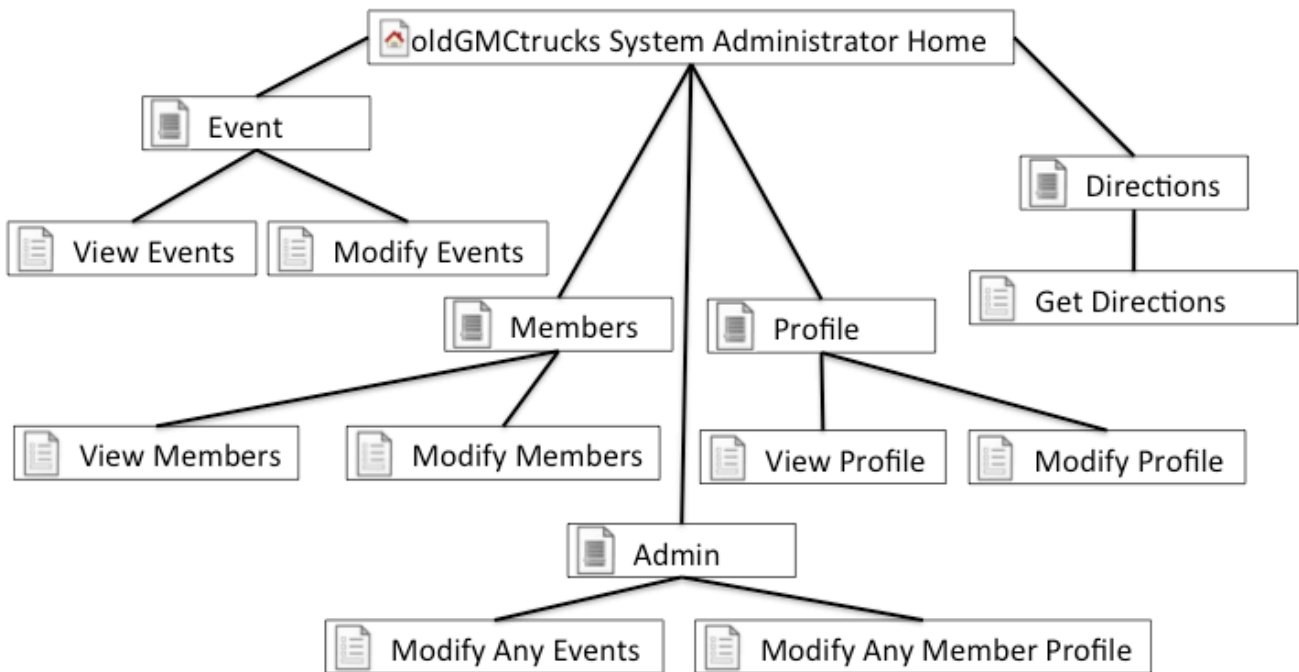 oldGMCtrucks System Administrator Home
Event
Directions
View Events
Modify Events
Get Directions
Members
Profile
View Members
Modify Members
View Profile
Modify Profile
Admin
Modify Any Events
Modify Any Member Profile